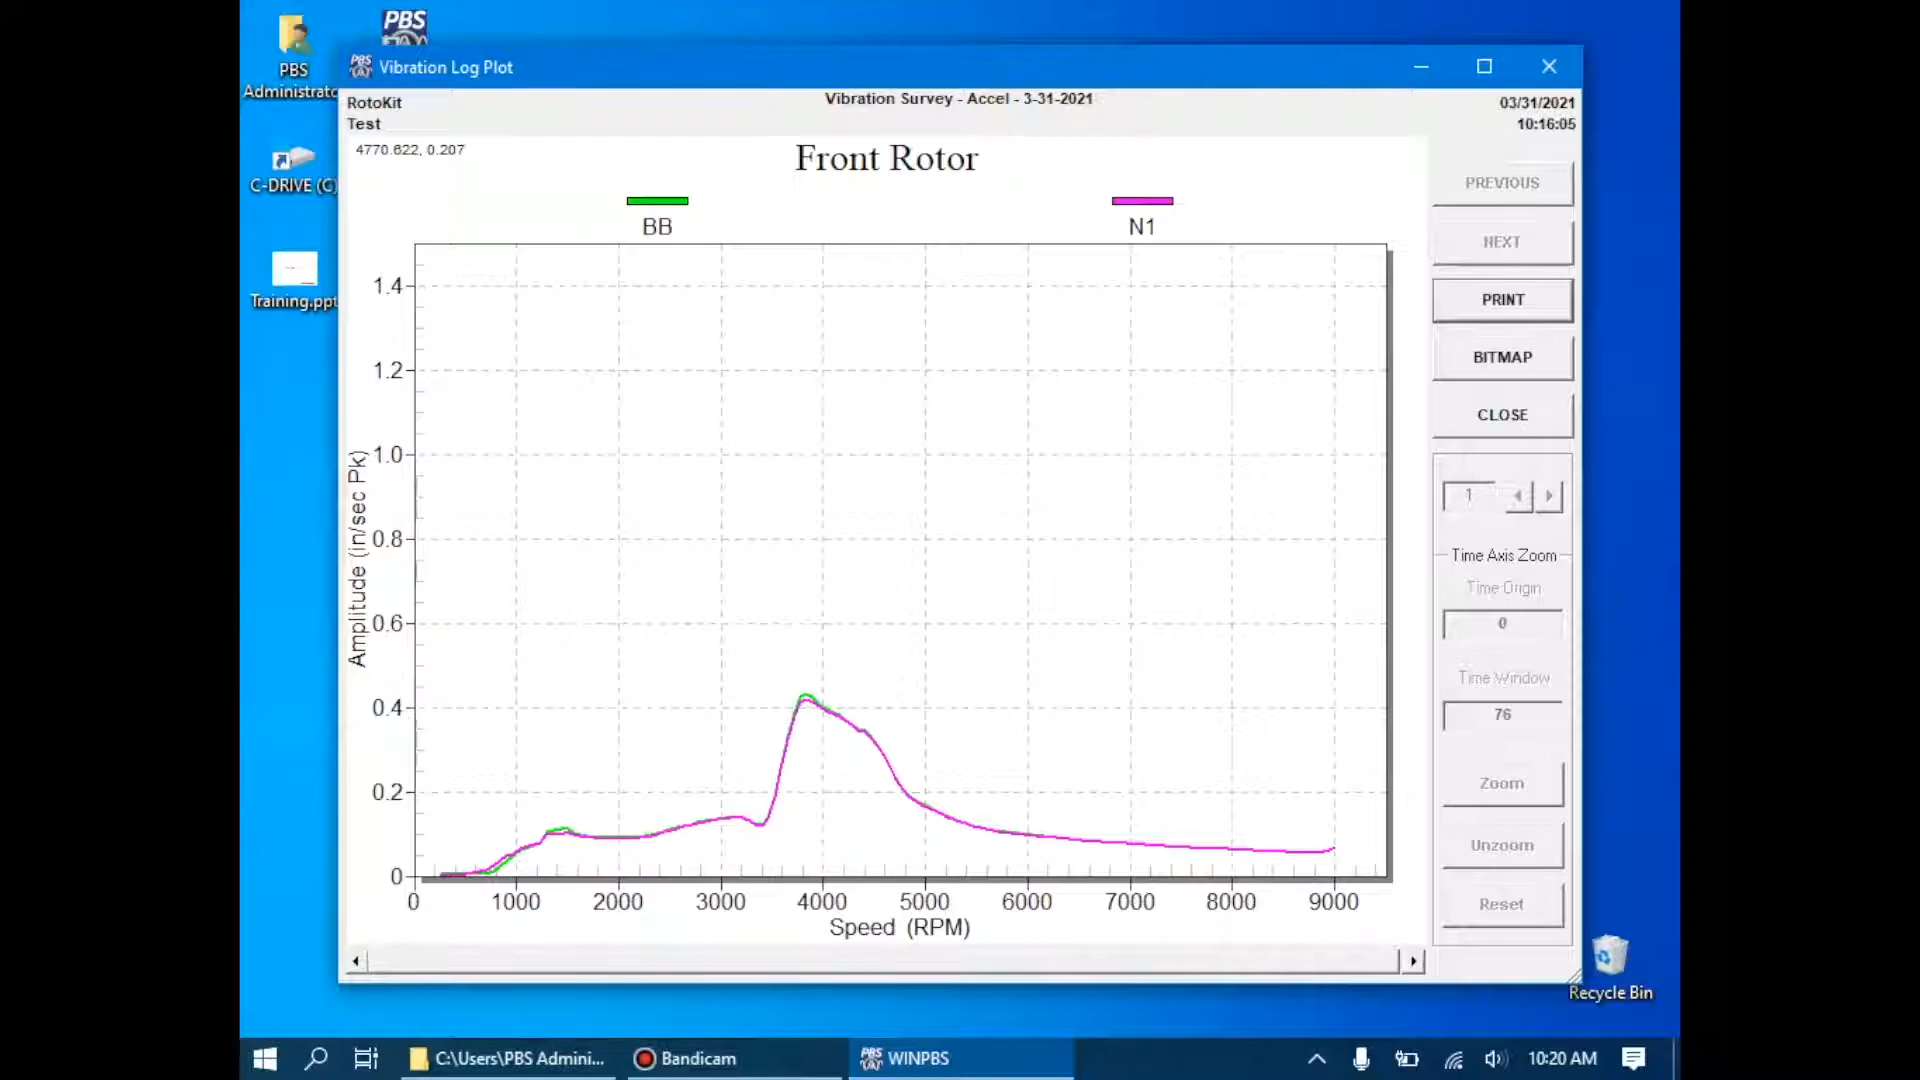 PBS
PBS
Administratc
C-DRIVE (C)
Training.ppt
PBS
Vibration Log Plot
RotoKit
Test
Vibration Survey - Accel - 3-31-2021
03/31/2021
10:16:05
4770.622, 0.207
Front Rotor
BB
N1
1.4
1.2
1.0
0.8
0.6
0.4
0.2
0
Amplitude (in/sec Pk)
0 1000 2000 3000 4000 5000 6000 7000 8000 9000
Speed (RPM)
PREVIOUS
NEXT
PRINT
BITMAP
CLOSE
1
Time Axis Zoom
Time Origin
0
Time Window
76
Zoom
Unzoom
Reset
Recycle Bin
C:\Users\PBS Admini...
Bandicam
PBS
WINPBS
10:20 AM